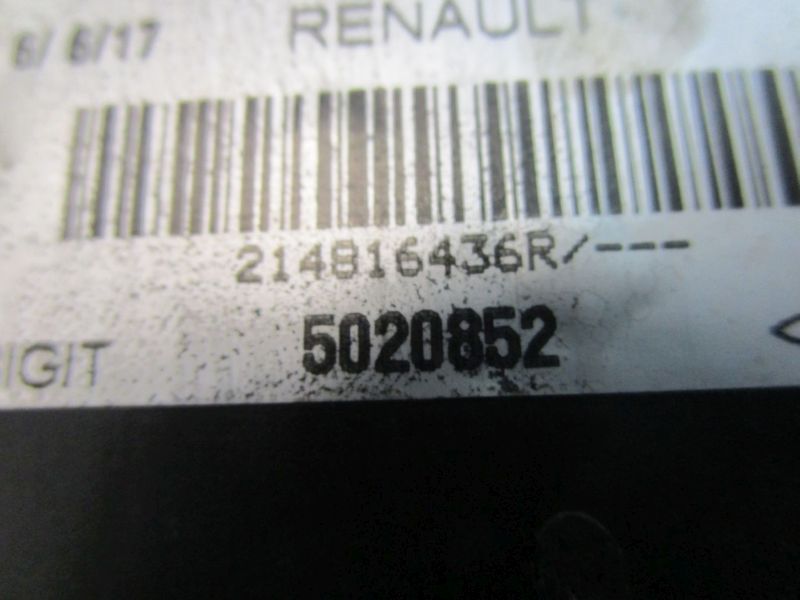 6/ 6/17 RENAULT
214816436R/---
IGIT 5020852